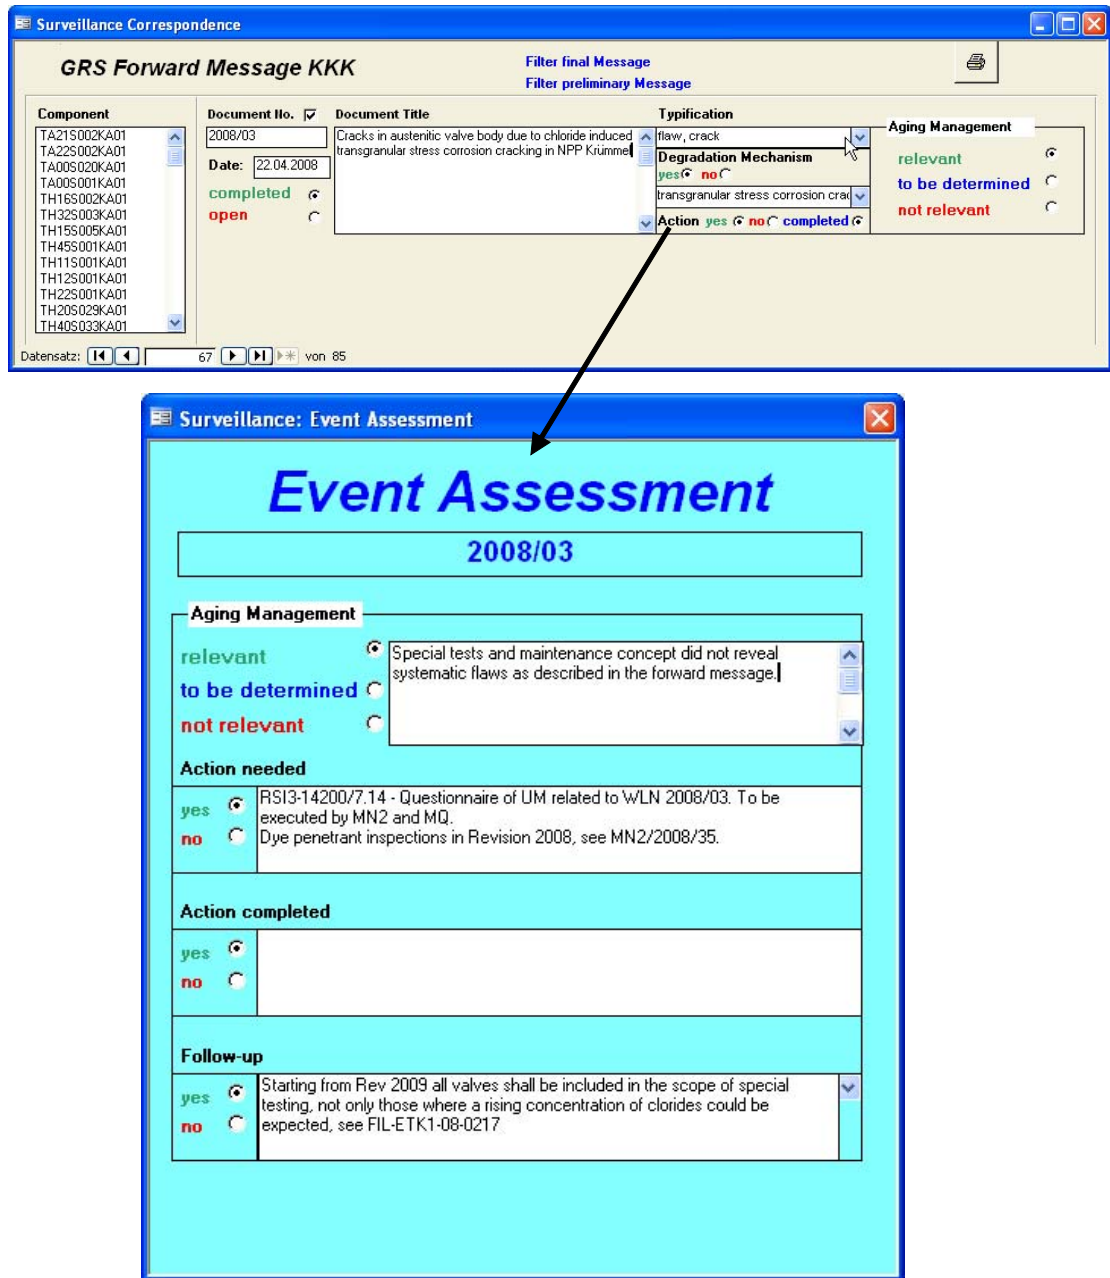 Surveillance Correspondence
GRS Forward Message KKK
Filter final Message
Filter preliminary Message
Component
TA21S002KA01
TA22S002KA01
TA00S020KA01
TA00S001KA01
TH16S002KA01
TH32S003KA01
TH15S005KA01
TH45S001KA01
TH11S001KA01
TH12S001KA01
TH22S001KA01
TH20S029KA01
TH40S033KA01
Document No.
2008/03
Date: 22.04.2008
completed
open
Document Title
Cracks in austenitic valve body due to chloride induced
transgranular stress corrosion cracking in NPP Krümmel
Typification
flaw, crack
Degradation Mechanism
yes no
transgranular stress corrosion crac
Action yes no completed
Aging Management
relevant
to be determined
not relevant
Datensatz: 67 von 85
Surveillance: Event Assessment
Event Assessment
2008/03
Aging Management
relevant
to be determined
not relevant
Special tests and maintenance concept did not reveal
systematic flaws as described in the forward message.
Action needed
yes
no
RSI3-14200/7.14 - Questionnaire of UM related to WLN 2008/03. To be
executed by MN2 and MQ.
Dye penetrant inspections in Revision 2008, see MN2/2008/35.
Action completed
yes
no
Follow-up
yes
no
Starting from Rev 2009 all valves shall be included in the scope of special
testing, not only those where a rising concentration of clorides could be
expected, see FIL-ETK1-08-0217